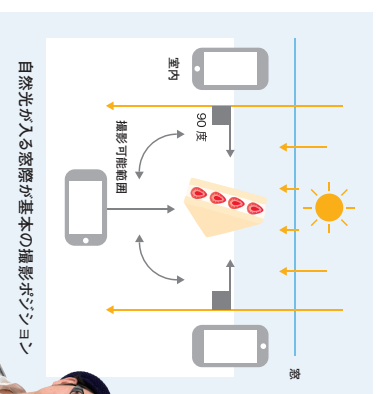 自然光が入る窓際が基本の撮影ポジション
室内
窓
90度
撮影可能範囲